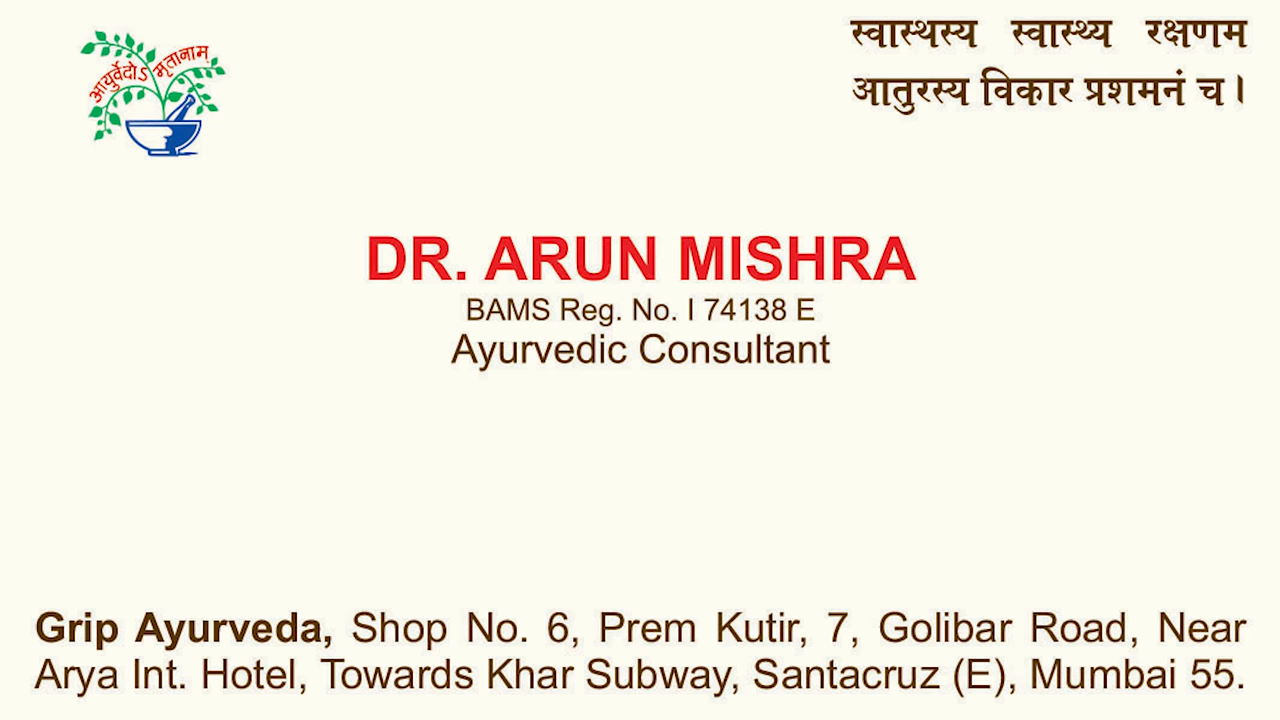 आयुर्वेदोऽ मृतानाम्
स्वास्थस्य स्वास्थ्य रक्षणम
आतुरस्य विकार प्रशमनं च ।
DR. ARUN MISHRA
BAMS Reg. No. I 74138 E
Ayurvedic Consultant
Grip Ayurveda, Shop No. 6, Prem Kutir, 7, Golibar Road, Near
Arya Int. Hotel, Towards Khar Subway, Santacruz (E), Mumbai 55.